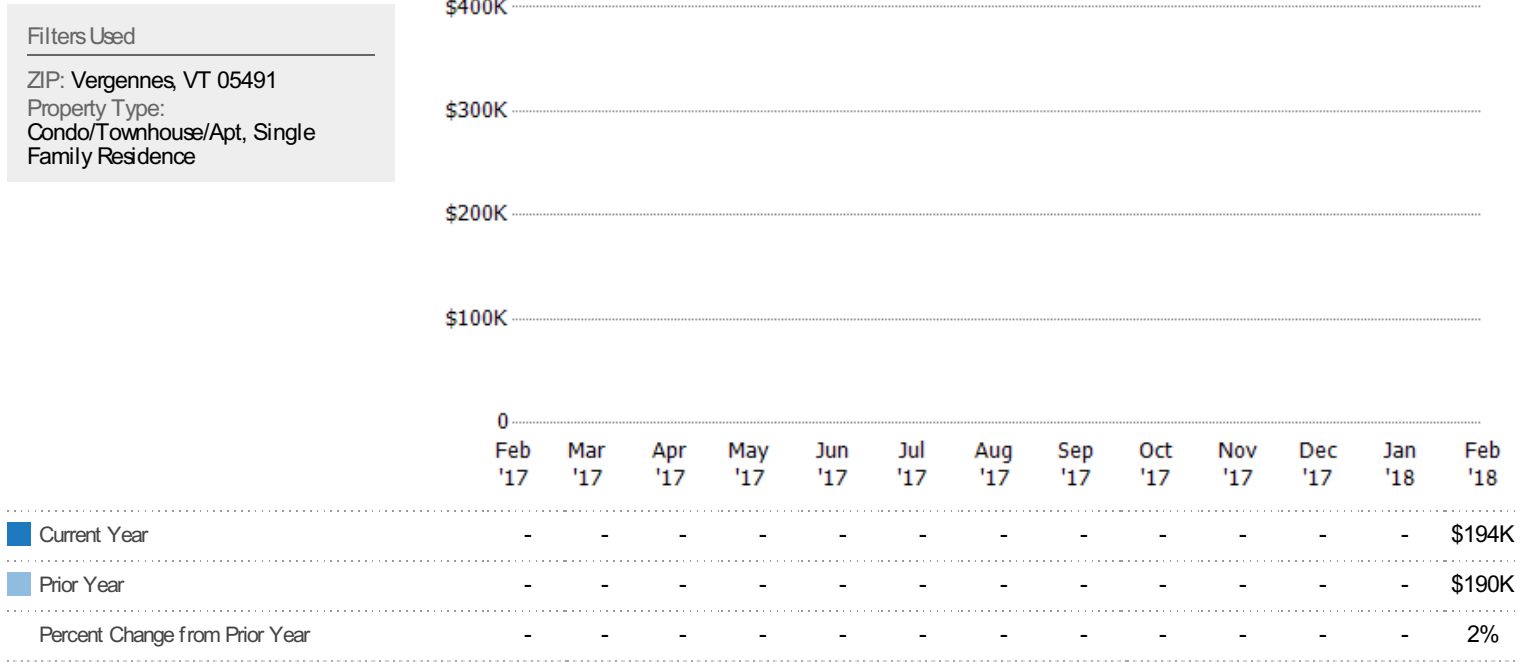 Filters Used
ZIP: Vergennes, VT 05491
Property Type:
Condo/Townhouse/Apt, Single
Family Residence
$400K
$300K
$200K
$100K
0
Feb Mar Apr May Jun Jul Aug Sep Oct Nov Dec Jan Feb
'17 '17 '17 '17 '17 '17 '17 '17 '17 '17 '17 '18 '18
Current Year - - - - - - - - - - - - $194K
Prior Year - - - - - - - - - - - - $190K
Percent Change from Prior Year - - - - - - - - - - - - 2%